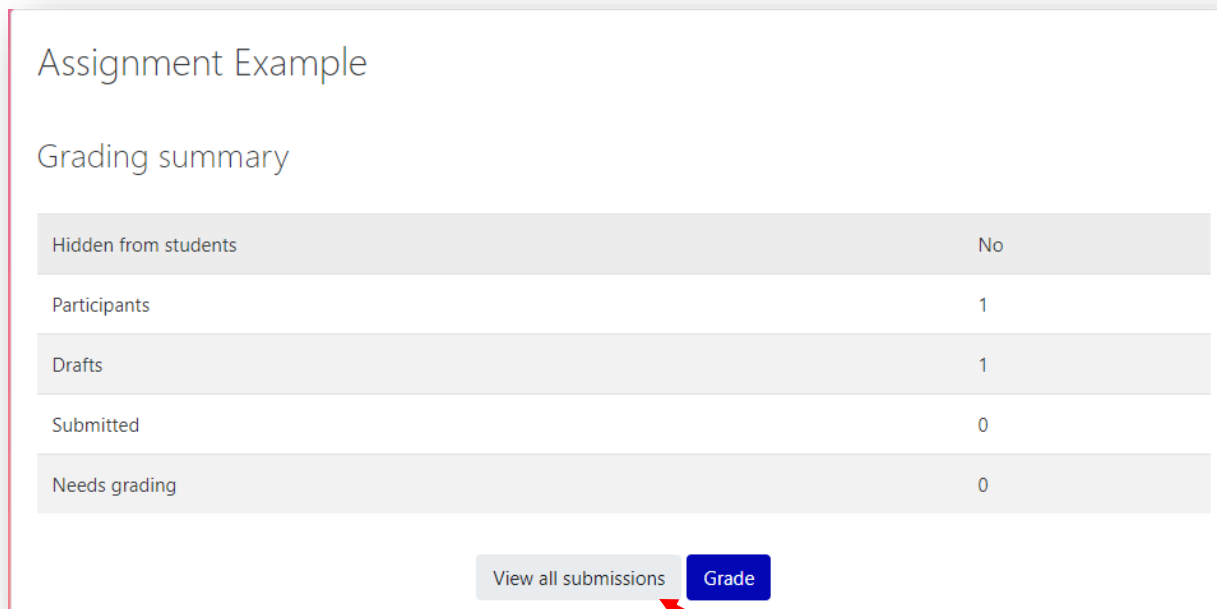 Assignment Example
Grading summary
Hidden from students No
Participants 1
Drafts 1
Submitted 0
Needs grading 0
View all submissions Grade